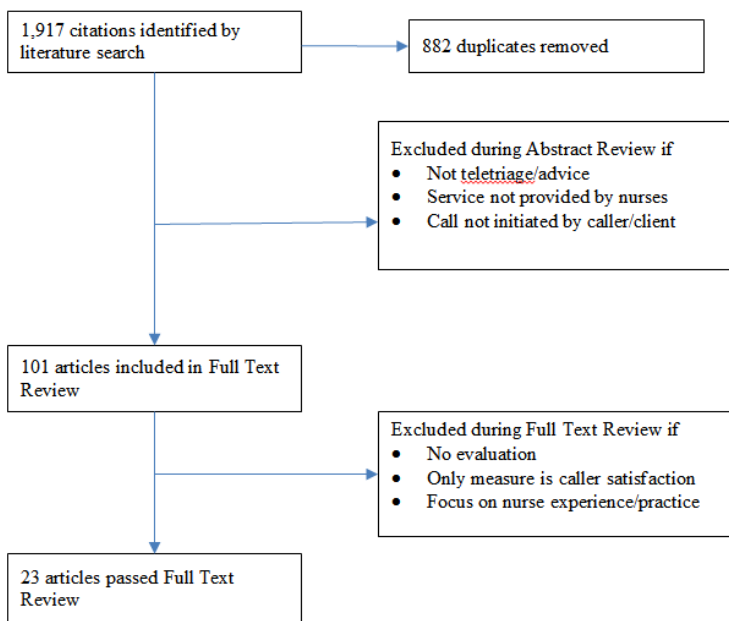 1,917 citations identified by
literature search
882 duplicates removed
Excluded during Abstract Review if
• Not teletriage/advice
• Service not provided by nurses
• Call not initiated by caller/client
101 articles included in Full Text
Review
Excluded during Full Text Review if
• No evaluation
• Only measure is caller satisfaction
• Focus on nurse experience/practice
23 articles passed Full Text
Review